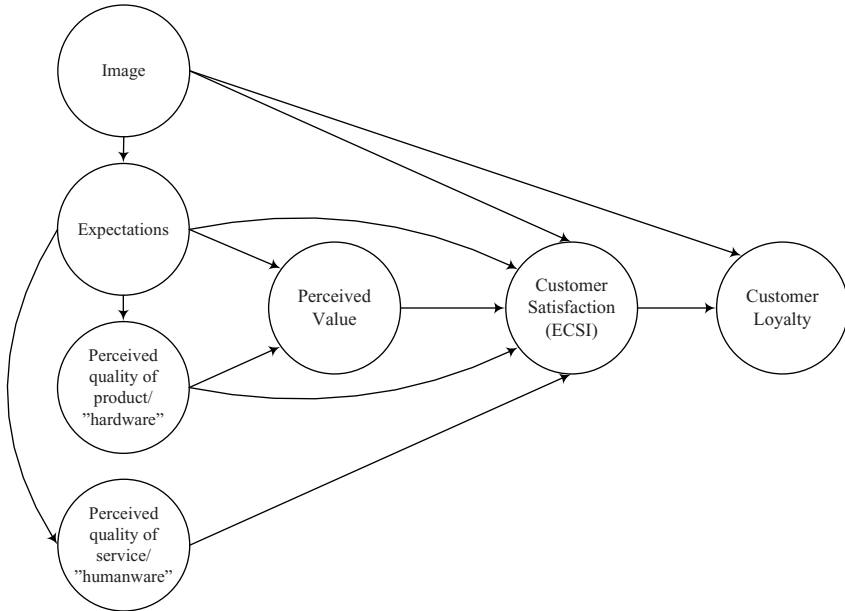 Image
Expectations
Perceived
Value
Customer
Satisfaction
(ECSI)
Customer
Loyalty
Perceived
quality of
product/
”hardware”
Perceived
quality of
service/
”humanware”